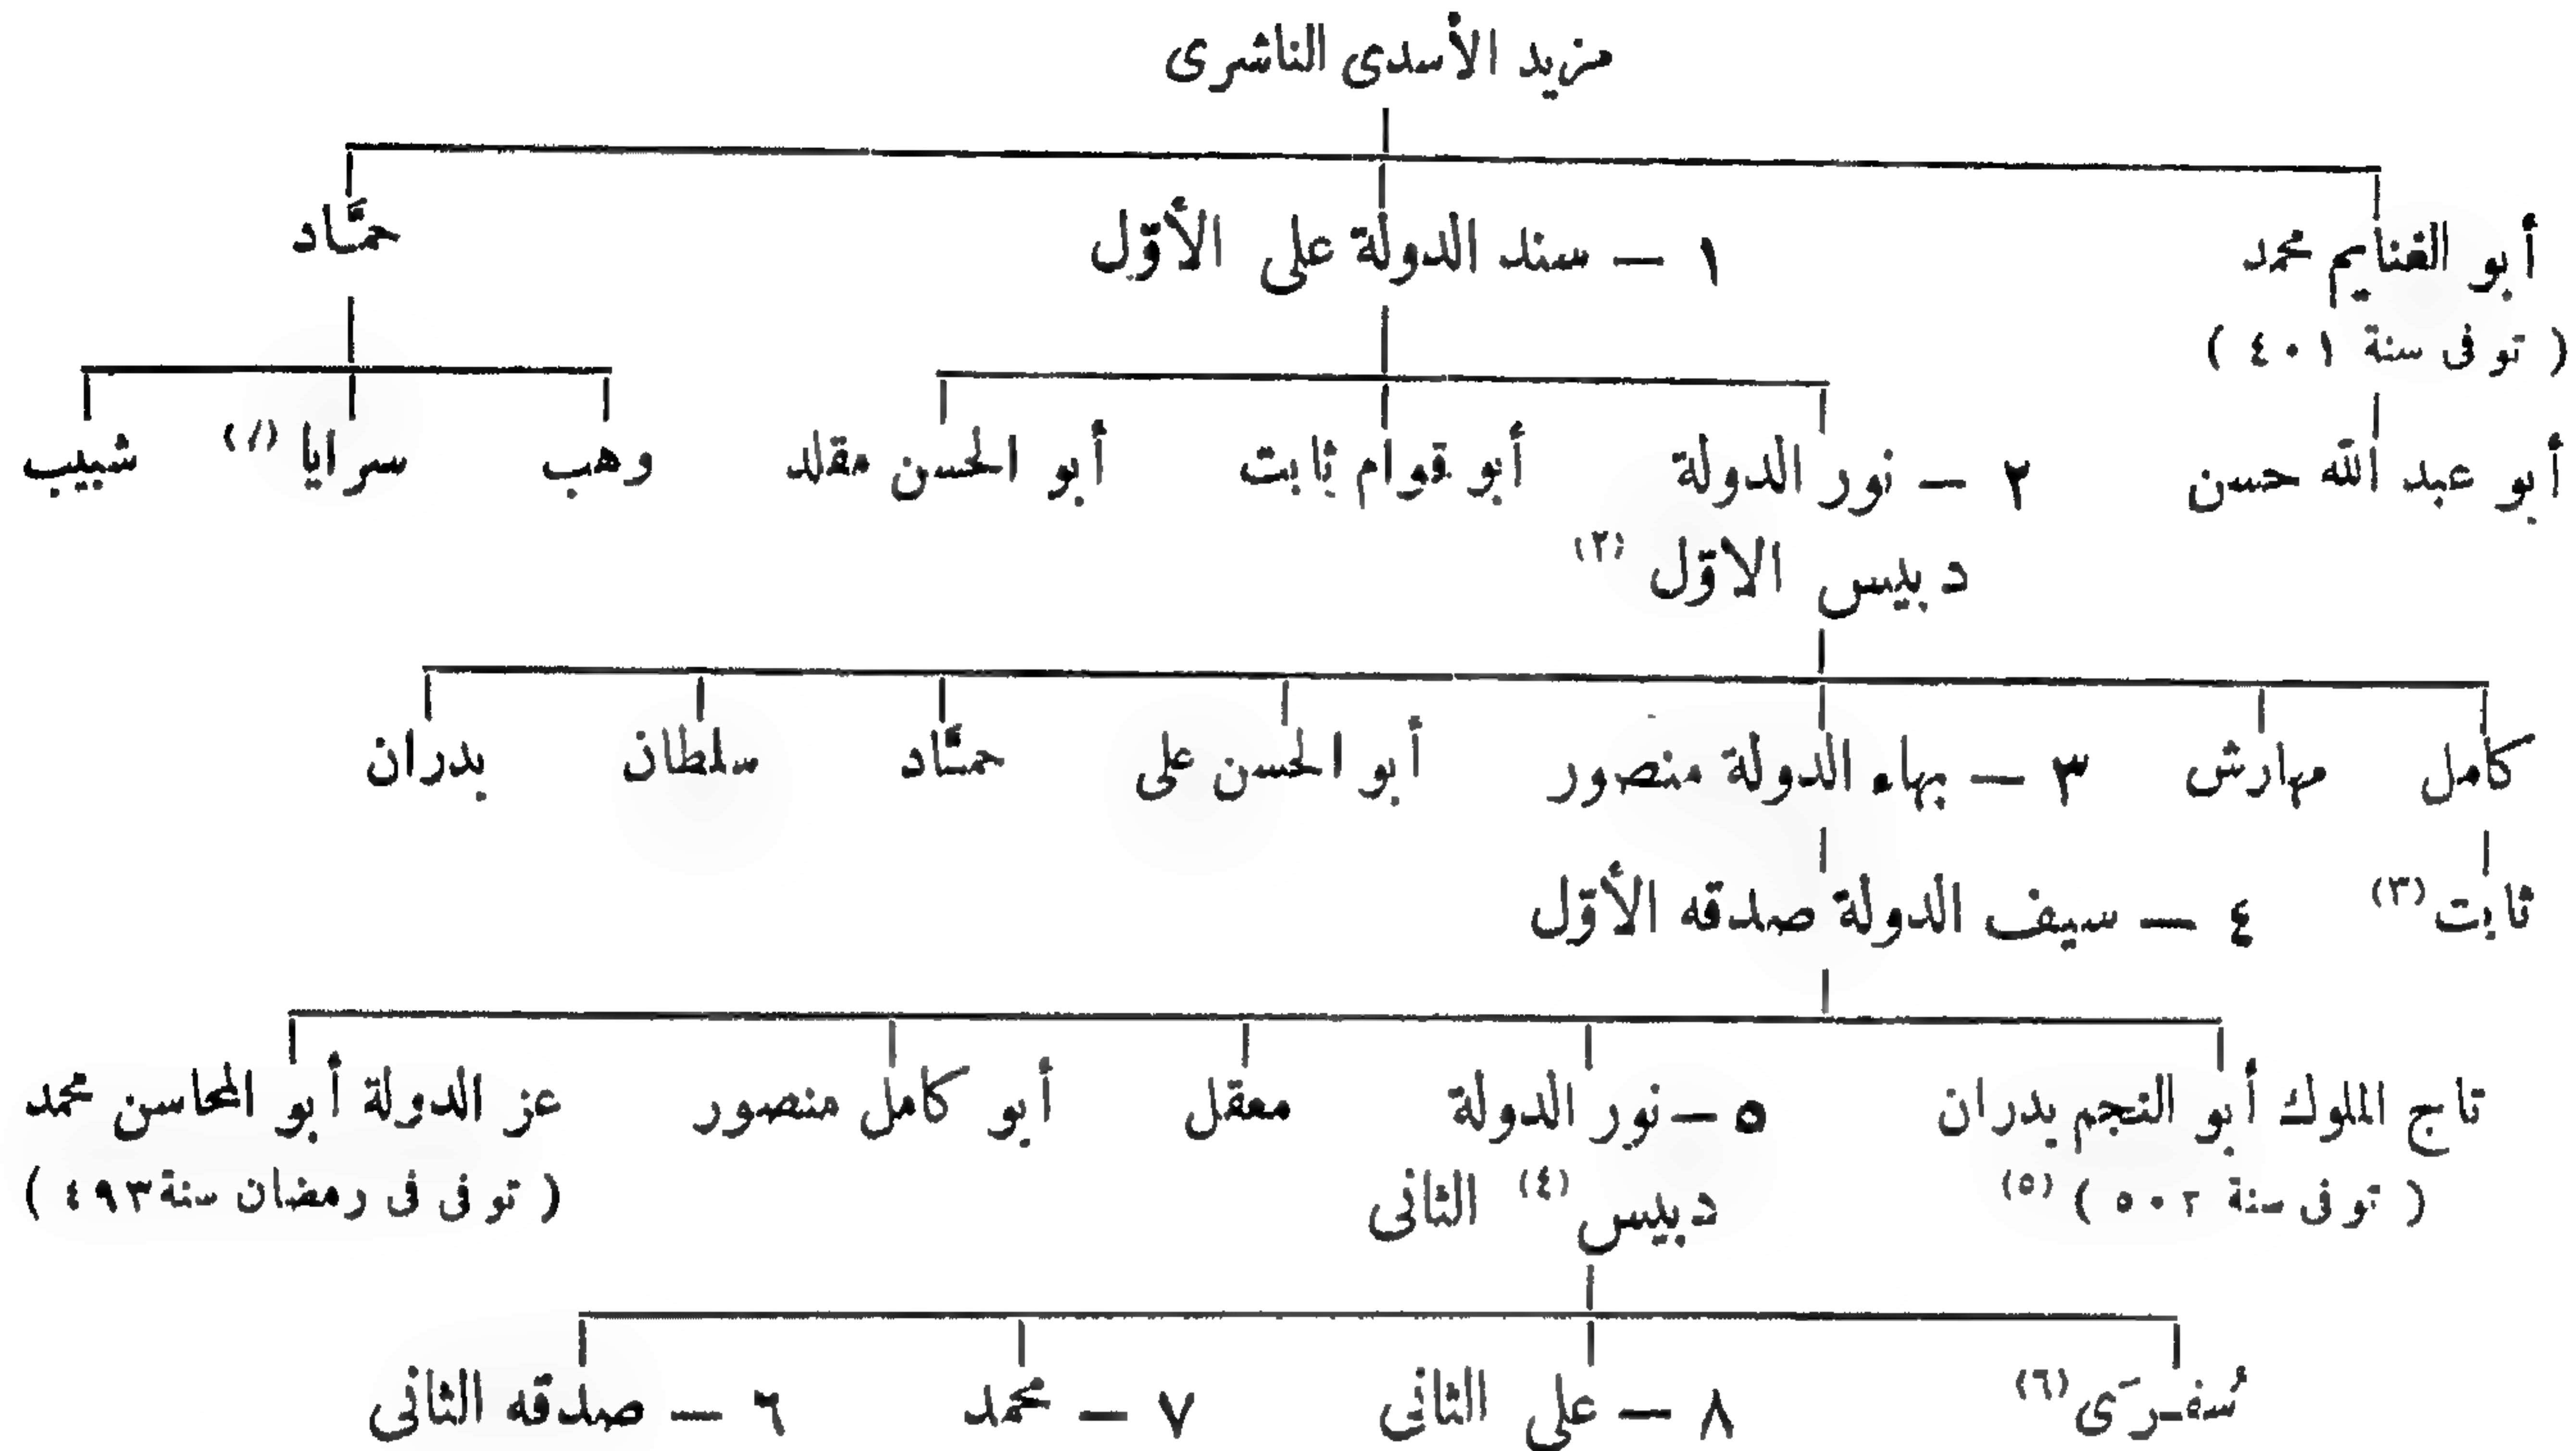 مزيد الأسدى الناشرى
أبو الغنايم محمد ١ — سند الدولة على الأوّل حمَّاد
( توفى سنة ٤٠١ )
أبو عبد الله حسن ٢ — نور الدولة أبو قوام ثابت أبو الحسن مقلد وهب سرايا (١) شبيب
دبيس الاوّل (٢)
كامل مهارش ٣ — بهاء الدولة منصور أبو الحسن على حمَّاد سلطان بدران
ثابت (٣) ٤ — سيف الدولة صدقه الأوّل
تاج الملوك أبو النجم بدران ٥ — نور الدولة معقل أبو كامل منصور عز الدولة أبو المحاسن محمد
( توفى سنة ٥٠٢ ) (٥) دبيس (٤) الثانى ( توفى فى رمضان سنة ٤٩٣ )
(٦) ٨ — على الثانى ٧ — محمد ٦ — صدقه الثانى